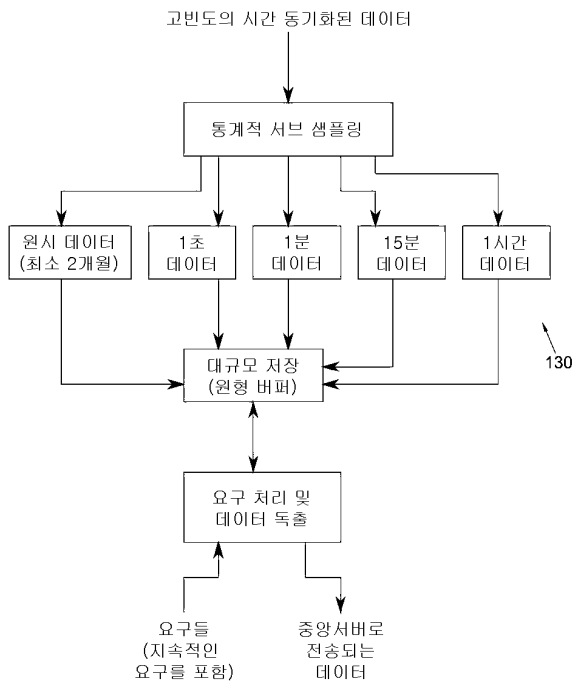 고빈도의 시간 동기화된 데이터
통계적 서브 샘플링
원시 데이터
(최소 2개월)
1초
데이터
1분
데이터
15분
데이터
1시간
데이터
대규모 저장
(원형 버퍼)
130
요구 처리 및
데이터 독출
요구들
(지속적인
요구를 포함)
중앙서버로
전송되는
데이터